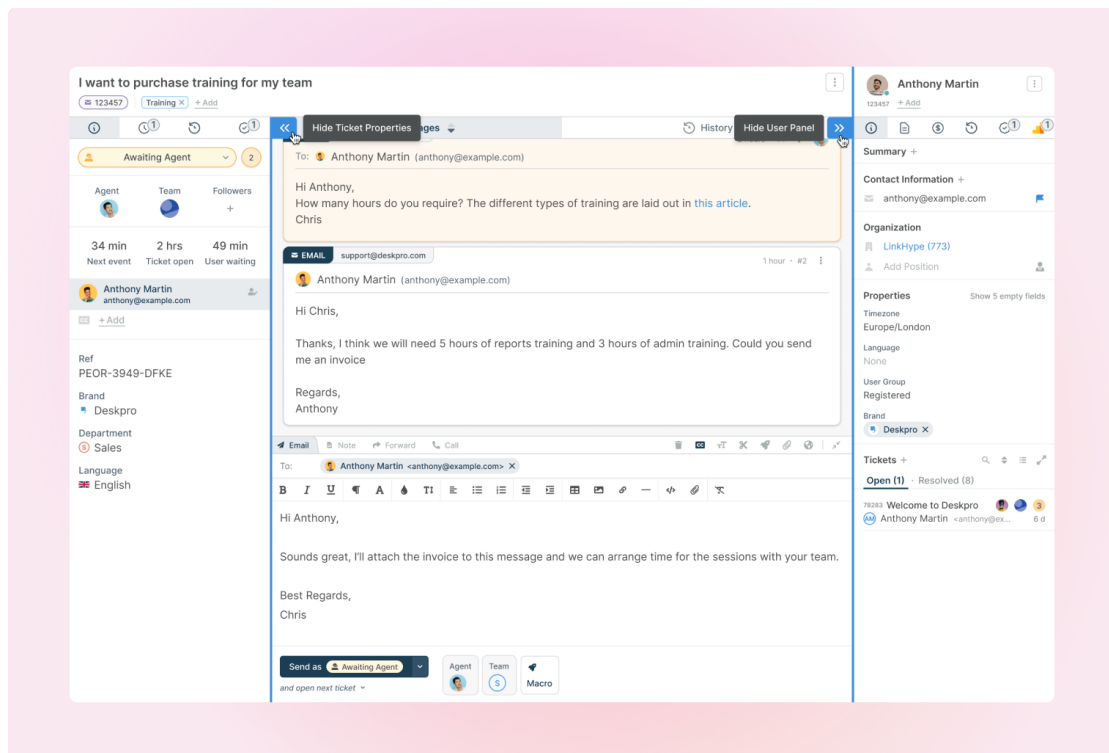 I want to purchase training for my team
123457
Training ×
+ Add
1
1
Hide Ticket Properties
ges
History
Hide User Panel
Awaiting Agent
2
Agent
Team
Followers
+
34 min
2 hrs
49 min
Next event
Ticket open
User waiting
Anthony Martin
anthony@example.com
CC
+ Add
Ref
PEOR-3949-DFKE
Brand
Deskpro
Department
S Sales
Language
English
To: Anthony Martin (anthony@example.com)
Hi Anthony,
How many hours do you require? The different types of training are laid out in this article.
Chris
EMAIL
support@deskpro.com
1 hour · #2
Anthony Martin (anthony@example.com)
Hi Chris,
Thanks, I think we will need 5 hours of reports training and 3 hours of admin training. Could you send
me an invoice
Regards,
Anthony
Email
Note
Forward
Call
To: Anthony Martin <anthony@example.com> ×
B I U ¶ A
Hi Anthony,
Sounds great, I'll attach the invoice to this message and we can arrange time for the sessions with your team.
Best Regards,
Chris
Send as Awaiting Agent
and open next ticket
Agent
Team
S
Macro
Anthony Martin
123457
+ Add
1
1
Summary +
Contact Information +
anthony@example.com
Organization
LinkHype (773)
Add Position
Properties
Show 5 empty fields
Timezone
Europe/London
Language
None
User Group
Registered
Brand
Deskpro ×
Tickets +
Open (1) · Resolved (8)
78283 Welcome to Deskpro
3
AM Anthony Martin <anthony@ex...
6 d